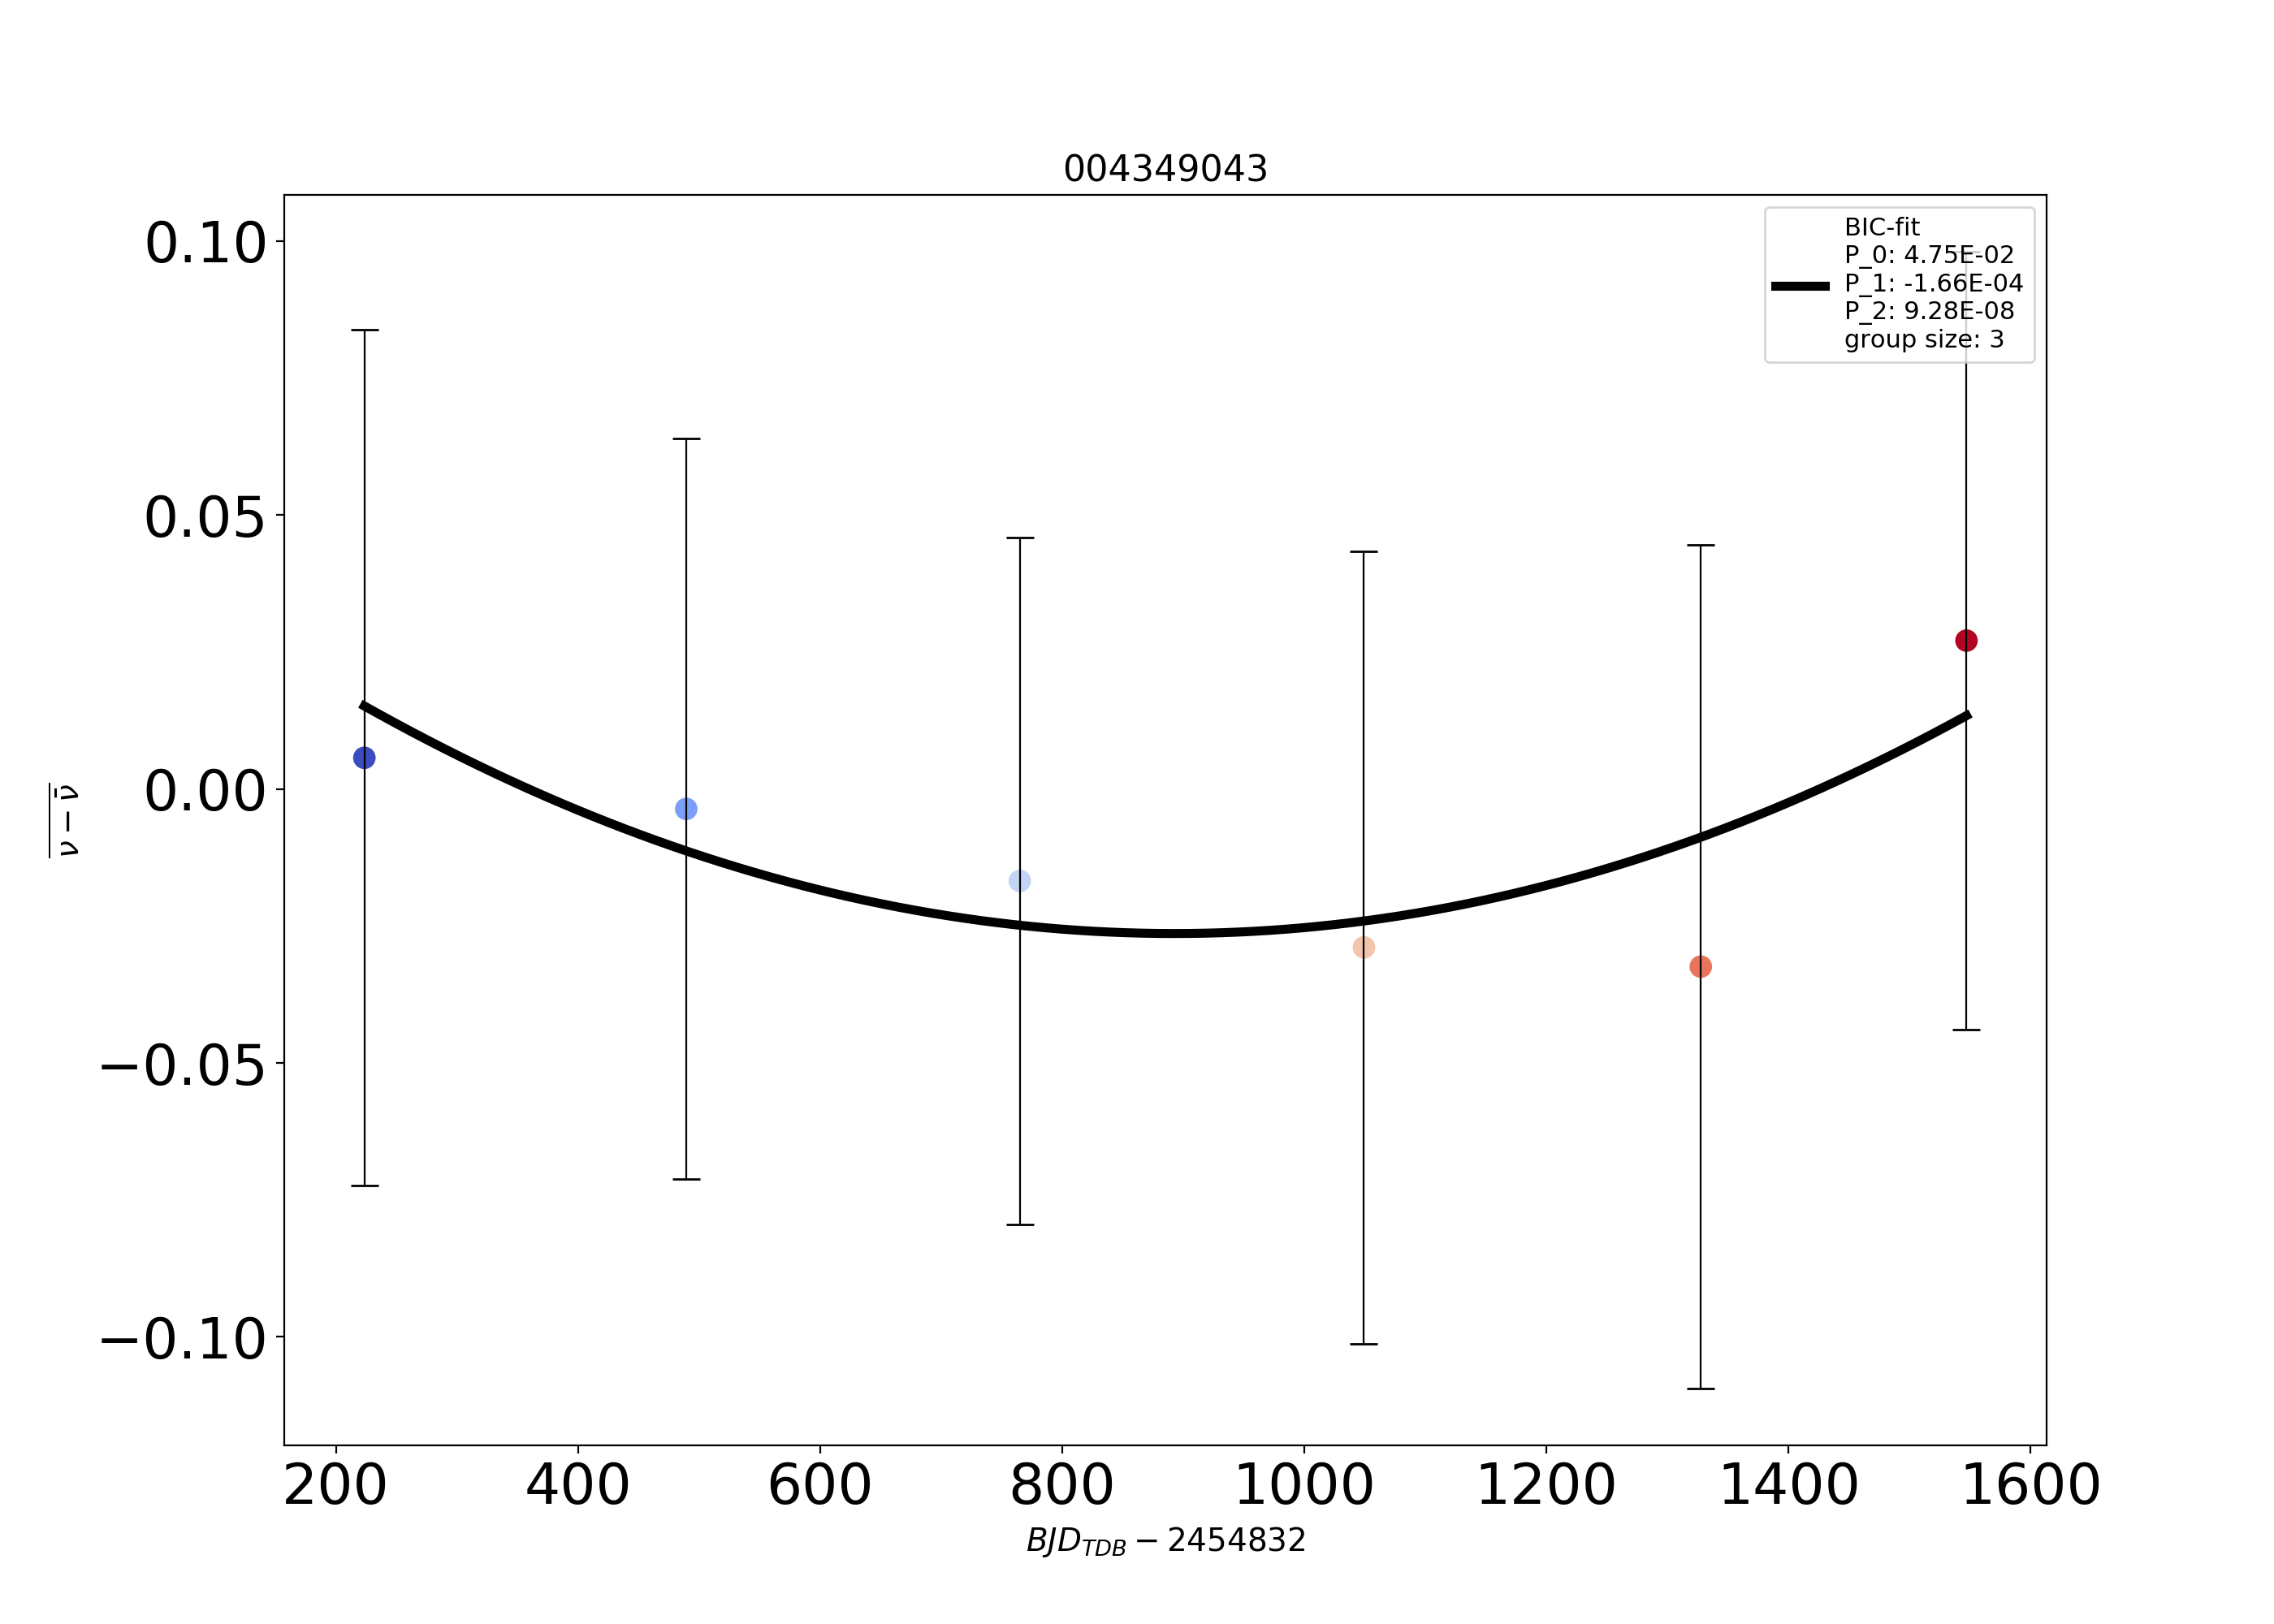 004349043
0.10
0.05
0.00
−0.05
−0.10
ν − ν̄
BIC-fit
P_0: 4.75E-02
P_1: -1.66E-04
P_2: 9.28E-08
group size: 3
200 400 600 800 1000 1200 1400 1600
BJD_TDB − 2454832